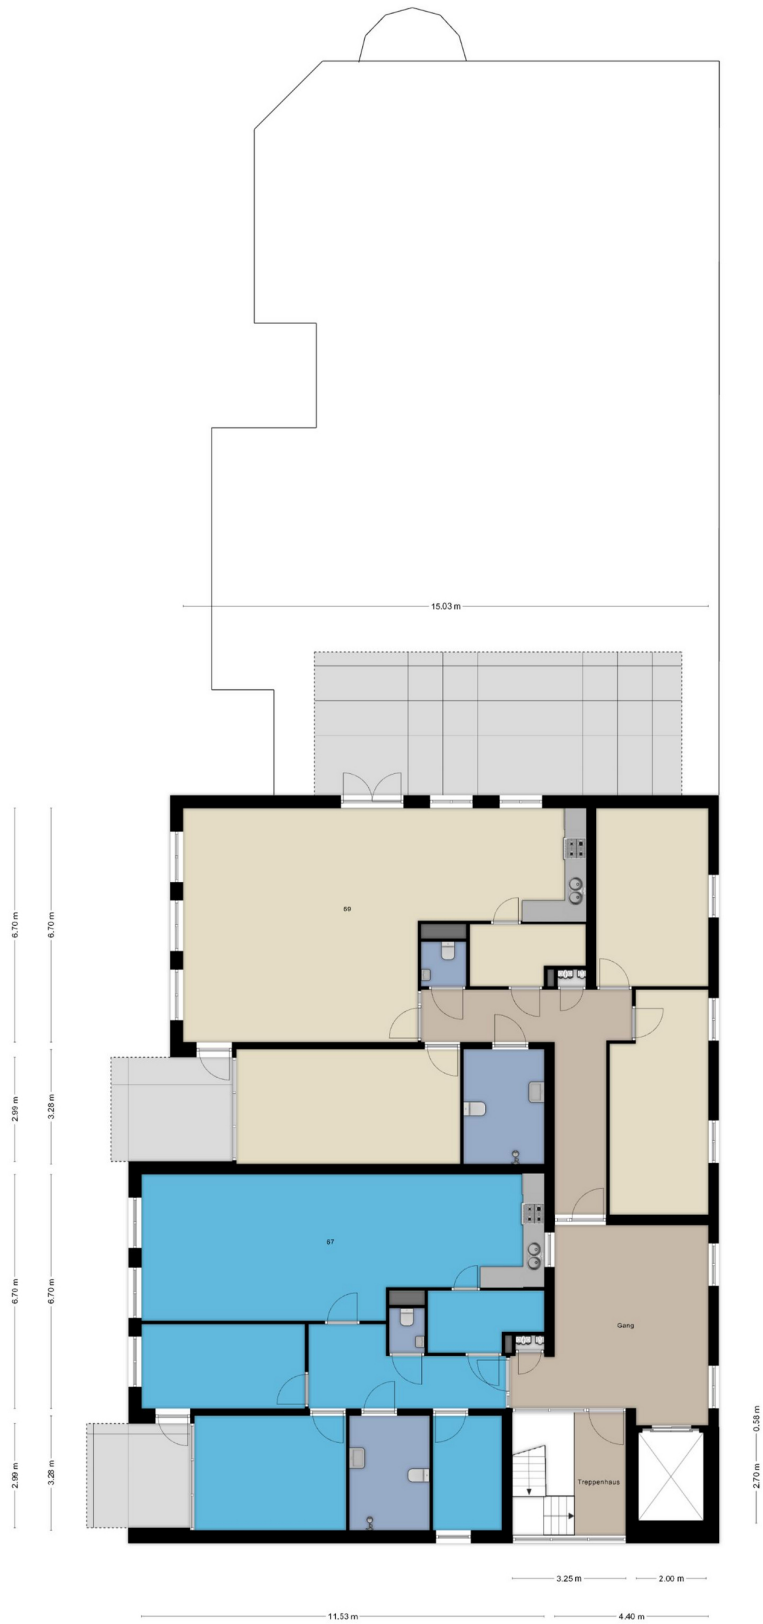 15.03 m
6.70 m
6.70 m
69
2.99 m
3.28 m
6.70 m
6.70 m
67
Gang
2.99 m
3.28 m
Treppenhaus
0.58 m
2.70 m
3.25 m
2.00 m
11.53 m
4.40 m